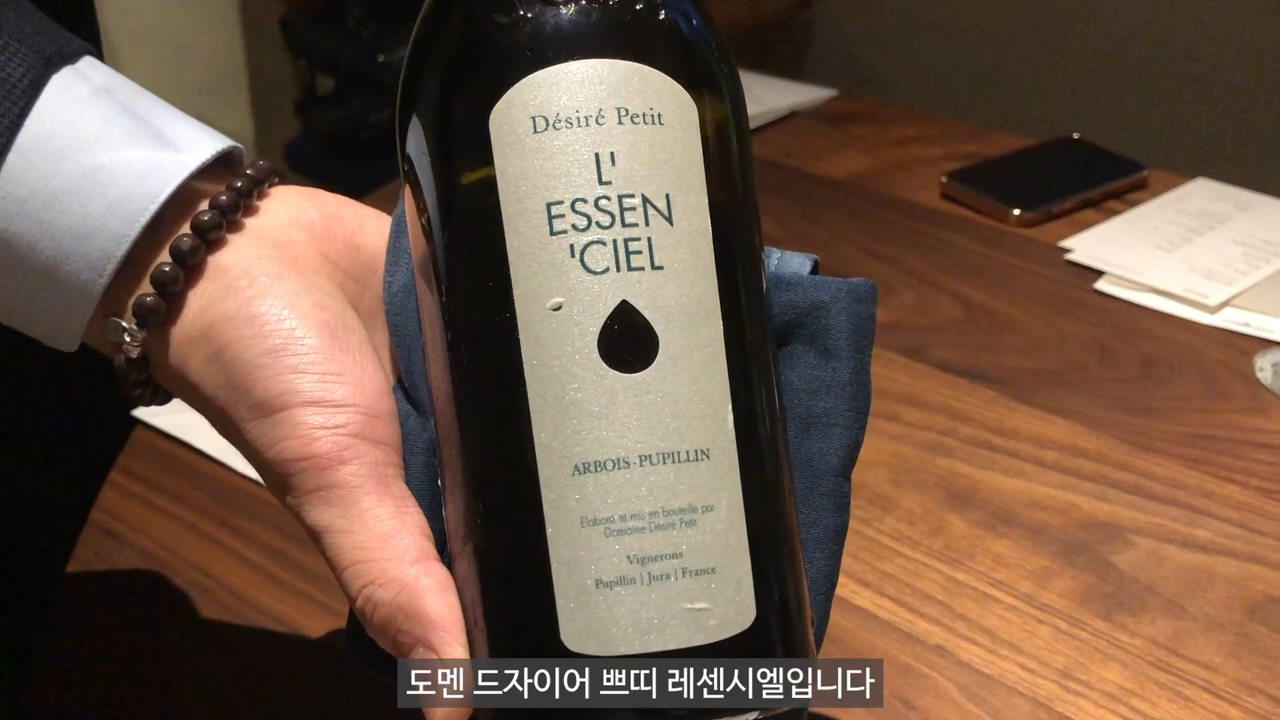 Désiré Petit
L'
ESSEN
'CIEL
ARBOIS-PUPILLIN
Elaboré et mis en bouteille par
Domaine Désiré Petit
Vignerons
Pupillin | Jura | France
도멘 드자이어 쁘띠 레센시엘입니다